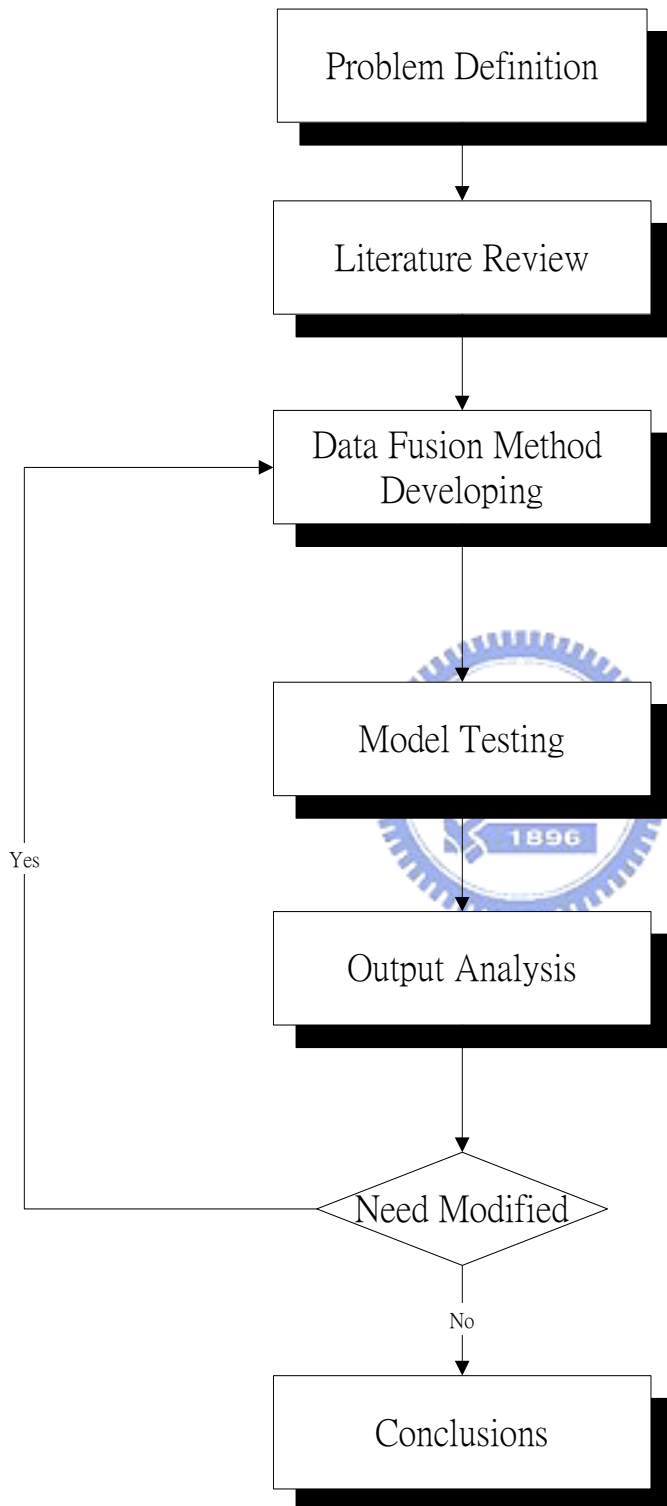 Problem Definition
Literature Review
Data Fusion Method
Developing
Model Testing
1896
Yes
Output Analysis
Need Modified
No
Conclusions